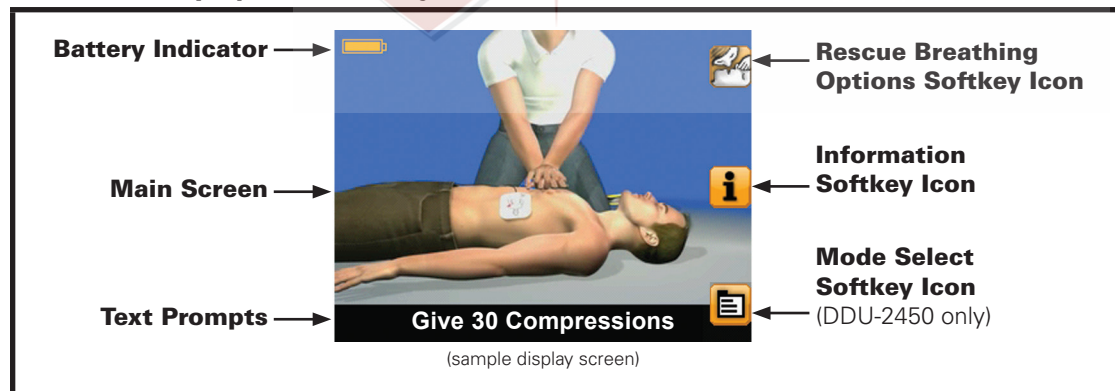 Battery Indicator
Main Screen
Text Prompts
Give 30 Compressions
(sample display screen)
Rescue Breathing
Options Softkey Icon
Information
Softkey Icon
Mode Select
Softkey Icon
(DDU-2450 only)